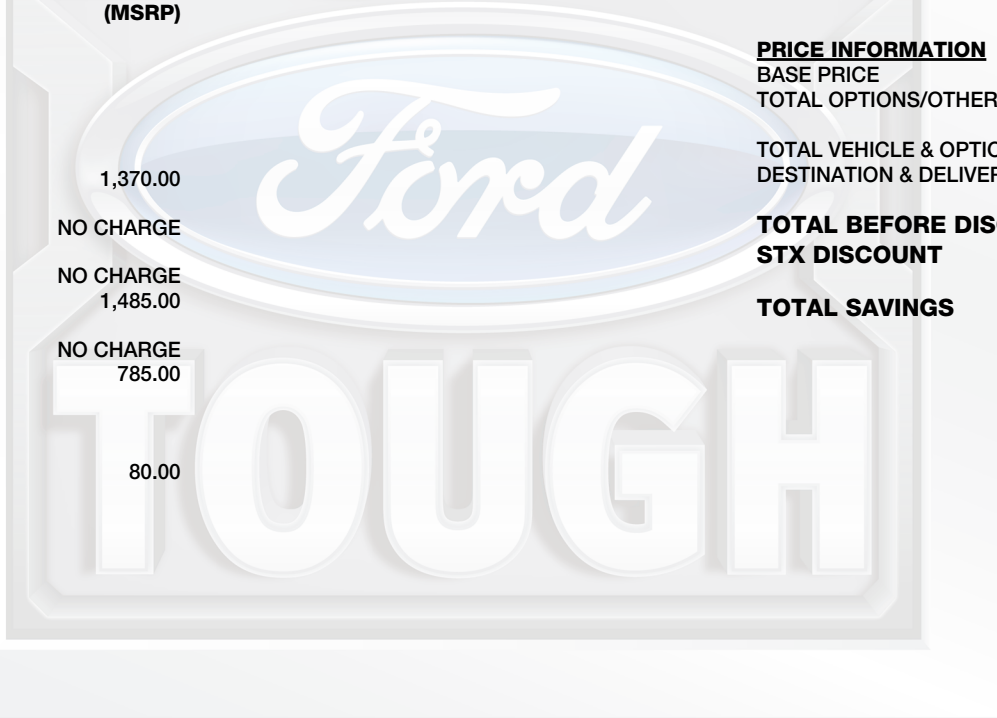 (MSRP)
1,370.00
NO CHARGE
NO CHARGE
1,485.00
NO CHARGE
785.00
80.00
PRICE INFORMATION
BASE PRICE
TOTAL OPTIONS/OTHER
TOTAL VEHICLE & OPTIO
DESTINATION & DELIVER
TOTAL BEFORE DISC
STX DISCOUNT
TOTAL SAVINGS
Ford
TOUGH